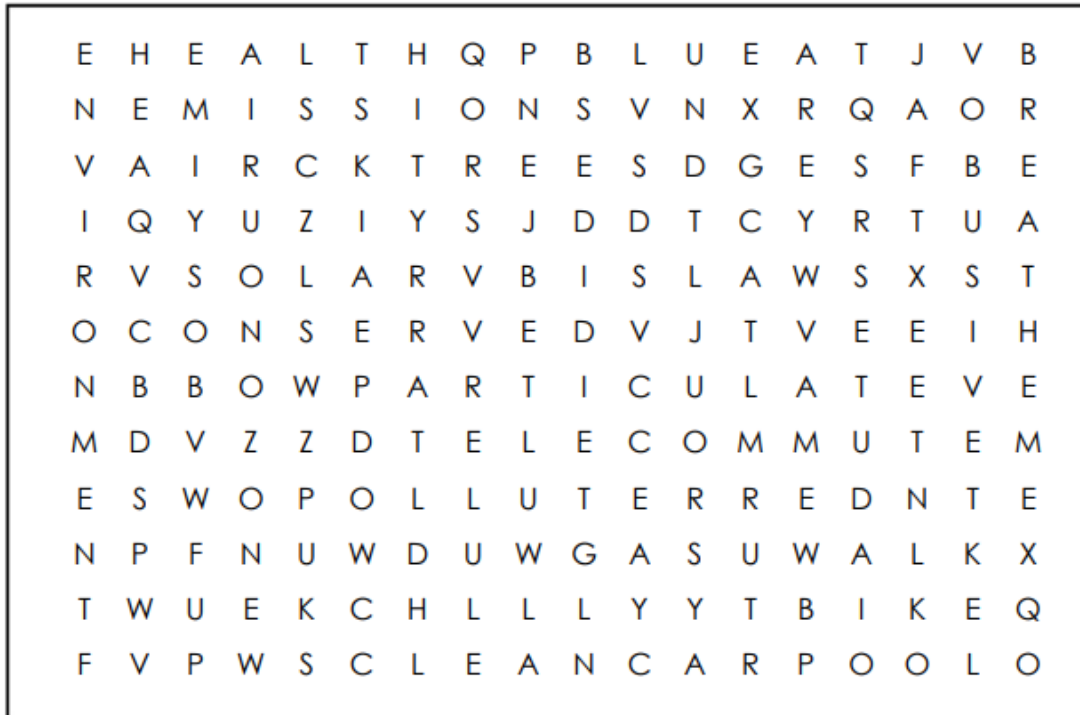 E H E A L T H Q P B L U E A T J V B
N E M I S S I O N S V N X R Q A O R
V A I R C K T R E E S D G E S F B E
I Q Y U Z I Y S J D D T C Y R T U A
R V S O L A R V B I S L A W S X S T
O C O N S E R V E D V J T V E E I H
N B B O W P A R T I C U L A T E V E
M D V Z Z D T E L E C O M M U T E M
E S W O P O L L U T E R R E D N T E
N P F N U W D U W G A S U W A L K X
T W U E K C H L L L Y Y T B I K E Q
F V P W S C L E A N C A R P O O L O